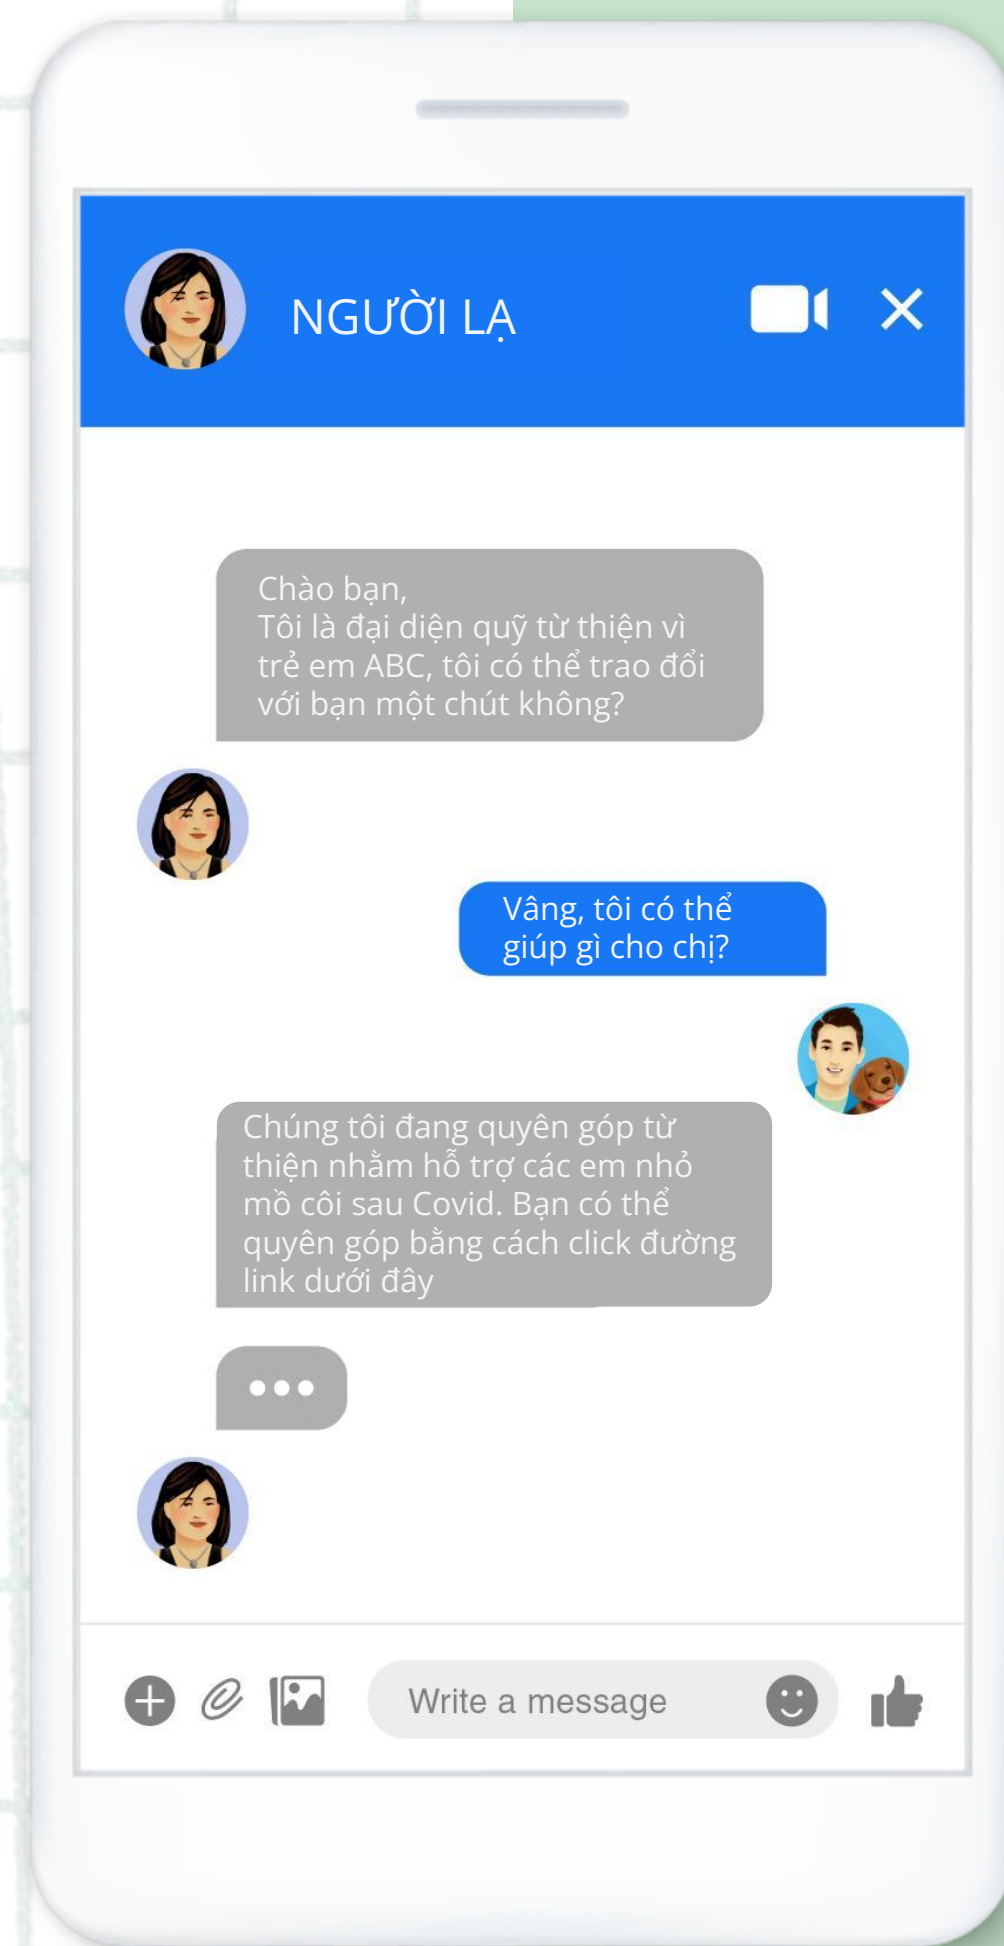 NGƯỜI LẠ
Chào bạn,
Tôi là đại diện quỹ từ thiện vì
trẻ em ABC, tôi có thể trao đổi
với bạn một chút không?
Vâng, tôi có thể
giúp gì cho chị?
Chúng tôi đang quyên góp từ
thiện nhằm hỗ trợ các em nhỏ
mồ côi sau Covid. Bạn có thể
quyên góp bằng cách click đường
link dưới đây
Write a message